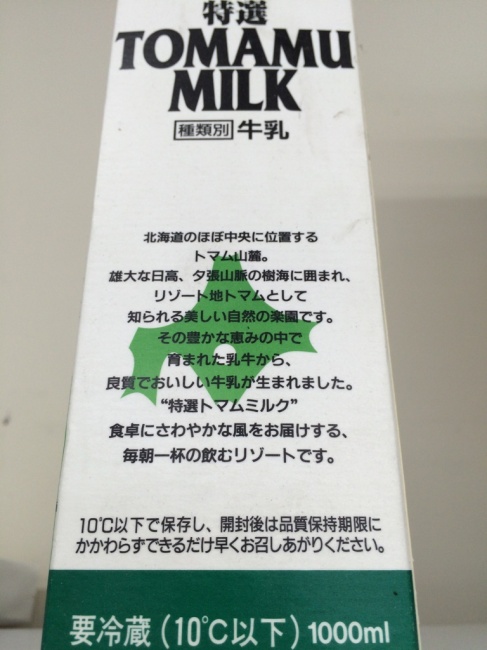 特選
TOMAMU
MILK
種類別 牛乳
北海道のほぼ中央に位置する
トマム山麓。
雄大な日高、夕張山脈の樹海に囲まれ、
リゾート地トマムとして
知られる美しい自然の楽園です。
その豊かな恵みの中で
育まれた乳牛から、
良質でおいしい牛乳が生まれました。
“特選トマムミルク”
食卓にさわやかな風をお届けする、
毎朝一杯の飲むリゾートです。
10℃以下で保存し、開封後は品質保持期限に
かかわらずできるだけ早くお召しあがりください。
要冷蔵(10℃以下) 1000ml